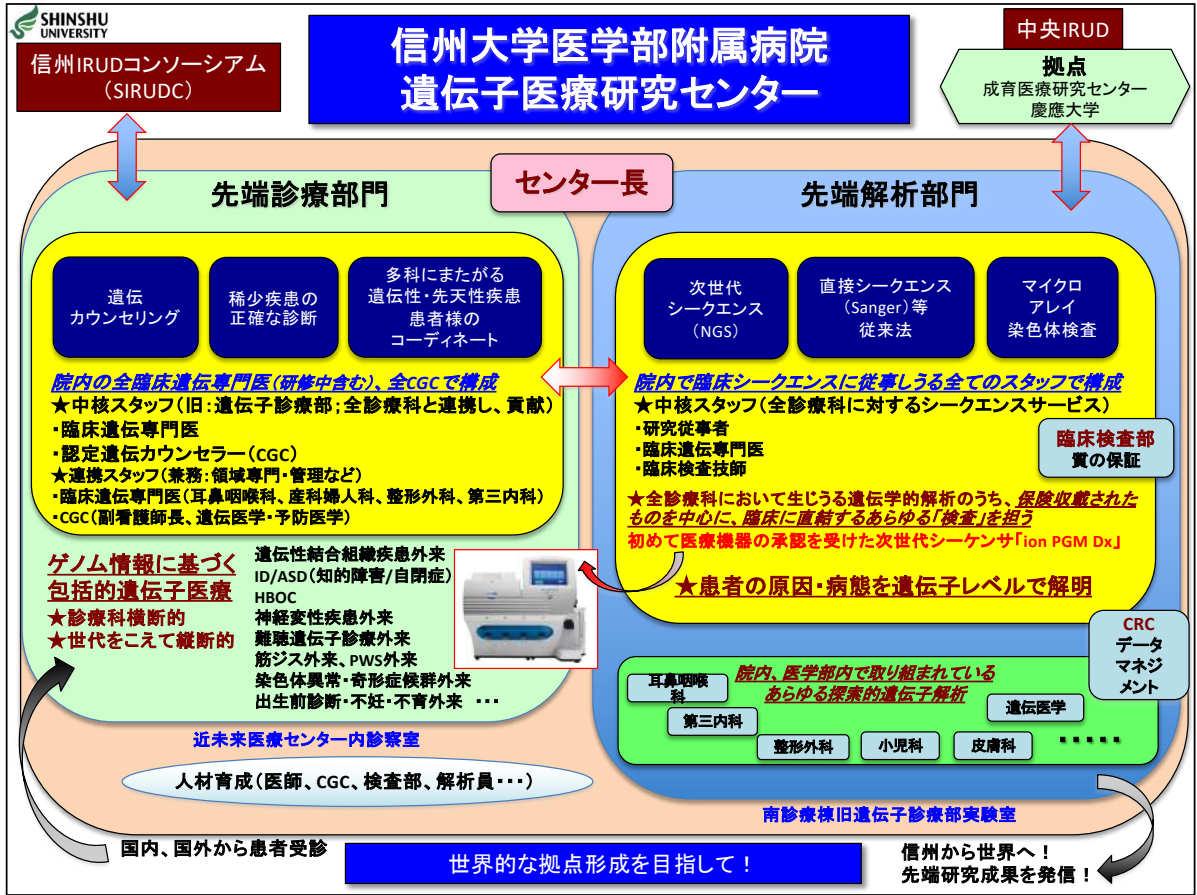 SHINSHU
UNIVERSITY
信州IRUDコンソーシアム
（SIRUDC）
信州大学医学部附属病院
遺伝子医療研究センター
中央IRUD
拠点
成育医療研究センター
慶應大学
センター長
先端診療部門
遺伝
カウンセリング
稀少疾患の
正確な診断
多科にまたがる
遺伝性・先天性疾患
患者様の
コーディネート
院内の全臨床遺伝専門医（研修中含む）、全CGCで構成
★中核スタッフ（旧：遺伝子診療部；全診療科と連携し、貢献）
・臨床遺伝専門医
・認定遺伝カウンセラー（CGC）
★連携スタッフ（兼務：領域専門・管理など）
・臨床遺伝専門医（耳鼻咽喉科、産科婦人科、整形外科、第三内科）
・CGC（副看護師長、遺伝医学・予防医学）
ゲノム情報に基づく
包括的遺伝子医療
★診療科横断的
★世代をこえて縦断的
遺伝性結合組織疾患外来
ID/ASD（知的障害/自閉症）
HBOC
神経変性疾患外来
難聴遺伝子診療外来
筋ジス外来、PWS外来
染色体異常・奇形症候群外来
出生前診断・不妊・不育外来 ・・・
近未来医療センター内診察室
先端解析部門
次世代
シークエンス
（NGS）
直接シークエンス
（Sanger）等
従来法
マイクロ
アレイ
染色体検査
院内で臨床シークエンスに従事しうる全てのスタッフで構成
★中核スタッフ（全診療科に対するシークエンスサービス）
・研究従事者
・臨床遺伝専門医
・臨床検査技師
臨床検査部
質の保証
★全診療科において生じうる遺伝学的解析のうち、保険収載された
ものを中心に、臨床に直結するあらゆる「検査」を担う
初めて医療機器の承認を受けた次世代シーケンサ「ion PGM Dx」
★患者の原因・病態を遺伝子レベルで解明
CRC
データ
マネジ
メント
院内、医学部内で取り組まれている
あらゆる探索的遺伝子解析
耳鼻咽喉
科
第三内科
整形外科
小児科
皮膚科
遺伝医学
・・・・・
南診療棟旧遺伝子診療部実験室
人材育成（医師、CGC、検査部、解析員・・・）
国内、国外から患者受診
世界的な拠点形成を目指して！
信州から世界へ！
先端研究成果を発信！